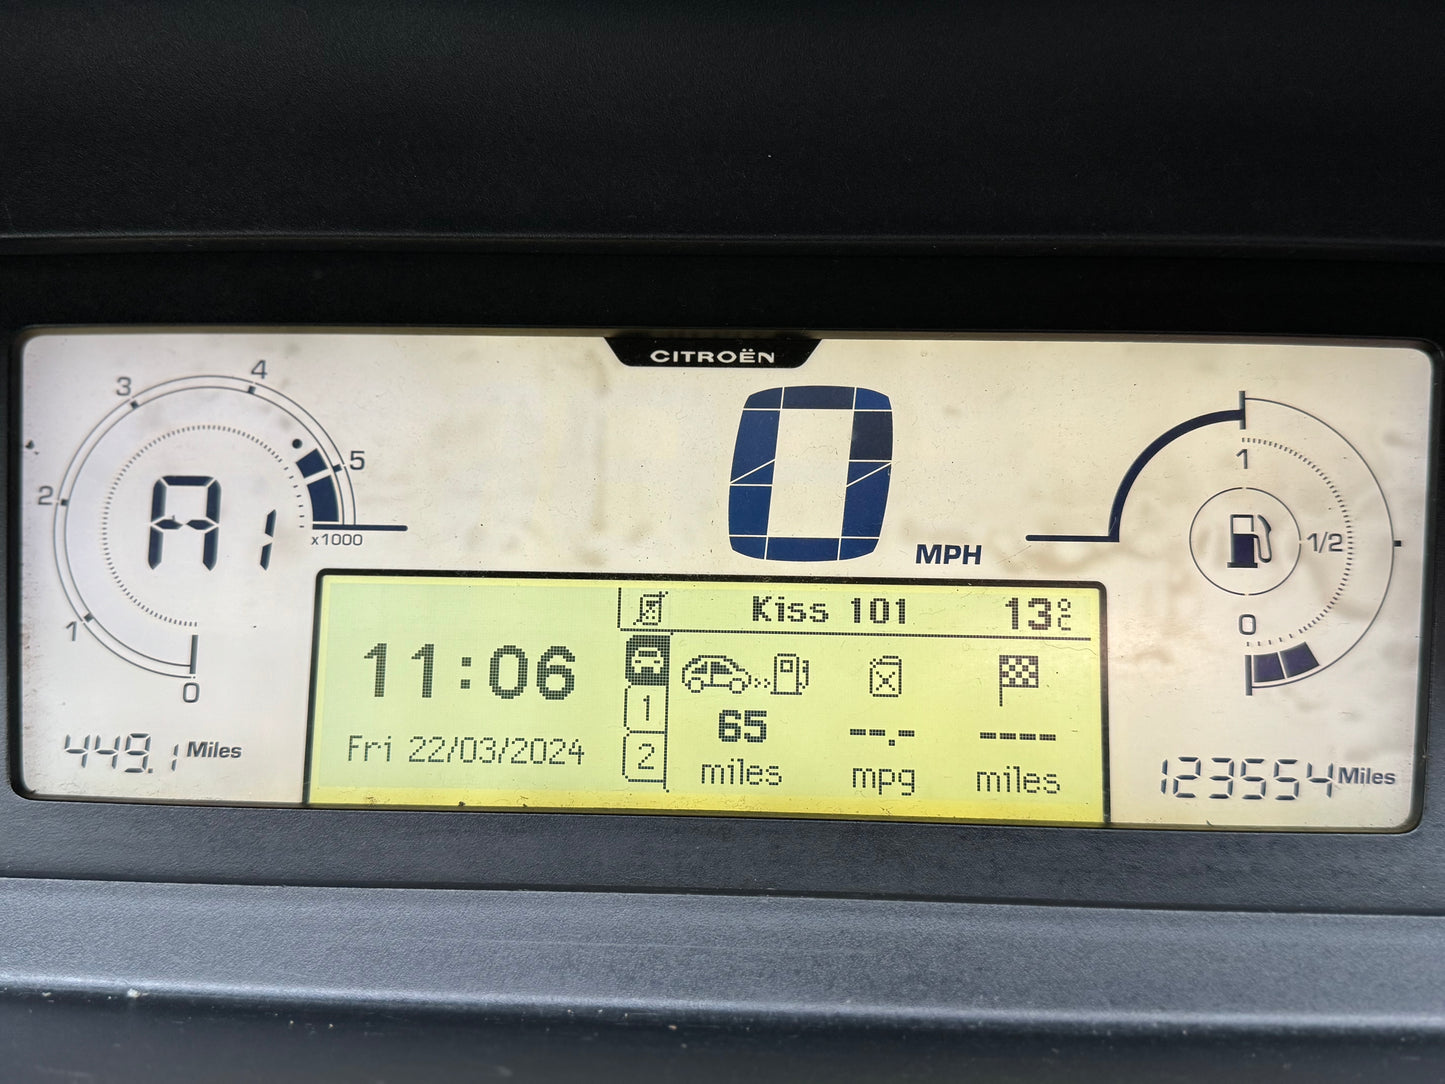 CITROËN
4
3
5
2
A1
x1000
1
0
0
MPH
1
1/2
0
Kiss 101
13°C
11:06
Fri 22/03/2024
1
2
65
--.-
----
miles
mpg
miles
449.1 Miles
123554 Miles